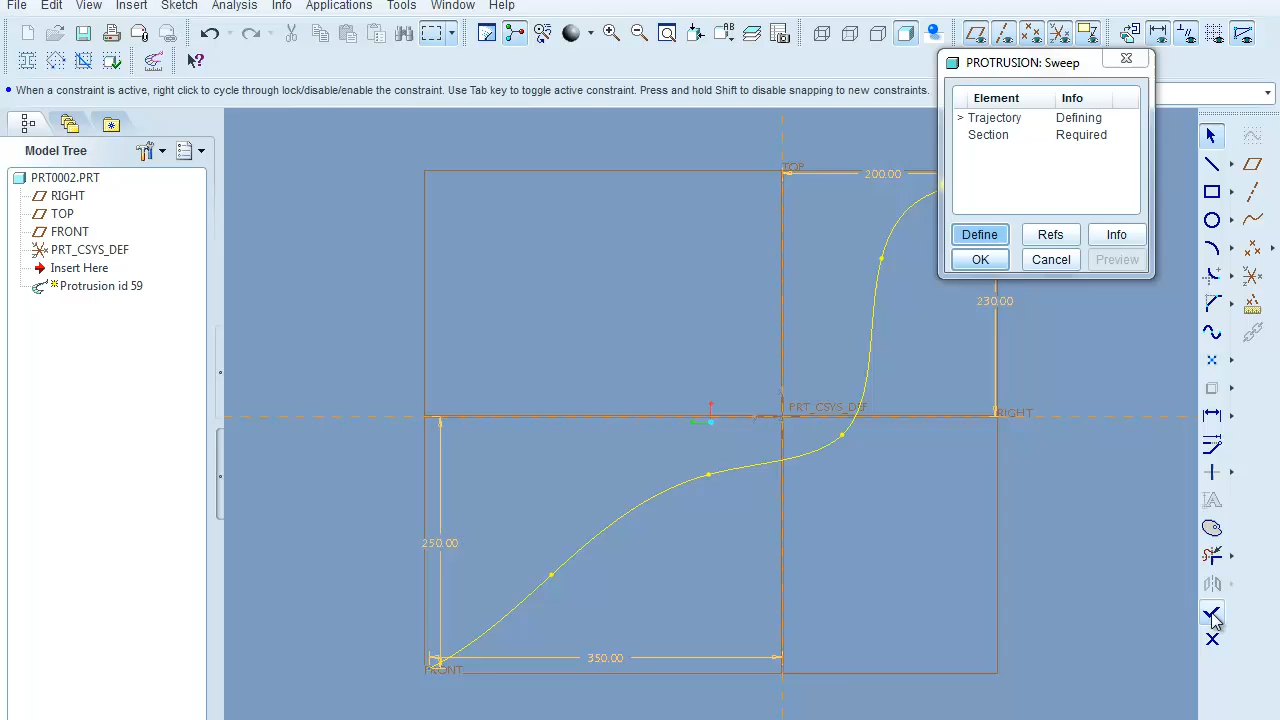 File Edit View Insert Sketch Analysis Info Applications Tools Window Help
When a constraint is active, right click to cycle through lock/disable/enable the constraint. Use Tab key to toggle active constraint. Press and hold Shift to disable snapping to new constraints.
PROTRUSION: Sweep
Element Info
> Trajectory Defining
Section Required
Define Refs Info
OK Cancel Preview
Model Tree
PRT0002.PRT
RIGHT
TOP
FRONT
PRT_CSYS_DEF
Insert Here
Protrusion id 59
TOP
200.00
230.00
PRT_CSYS_DEF
RIGHT
250.00
350.00
FRONT